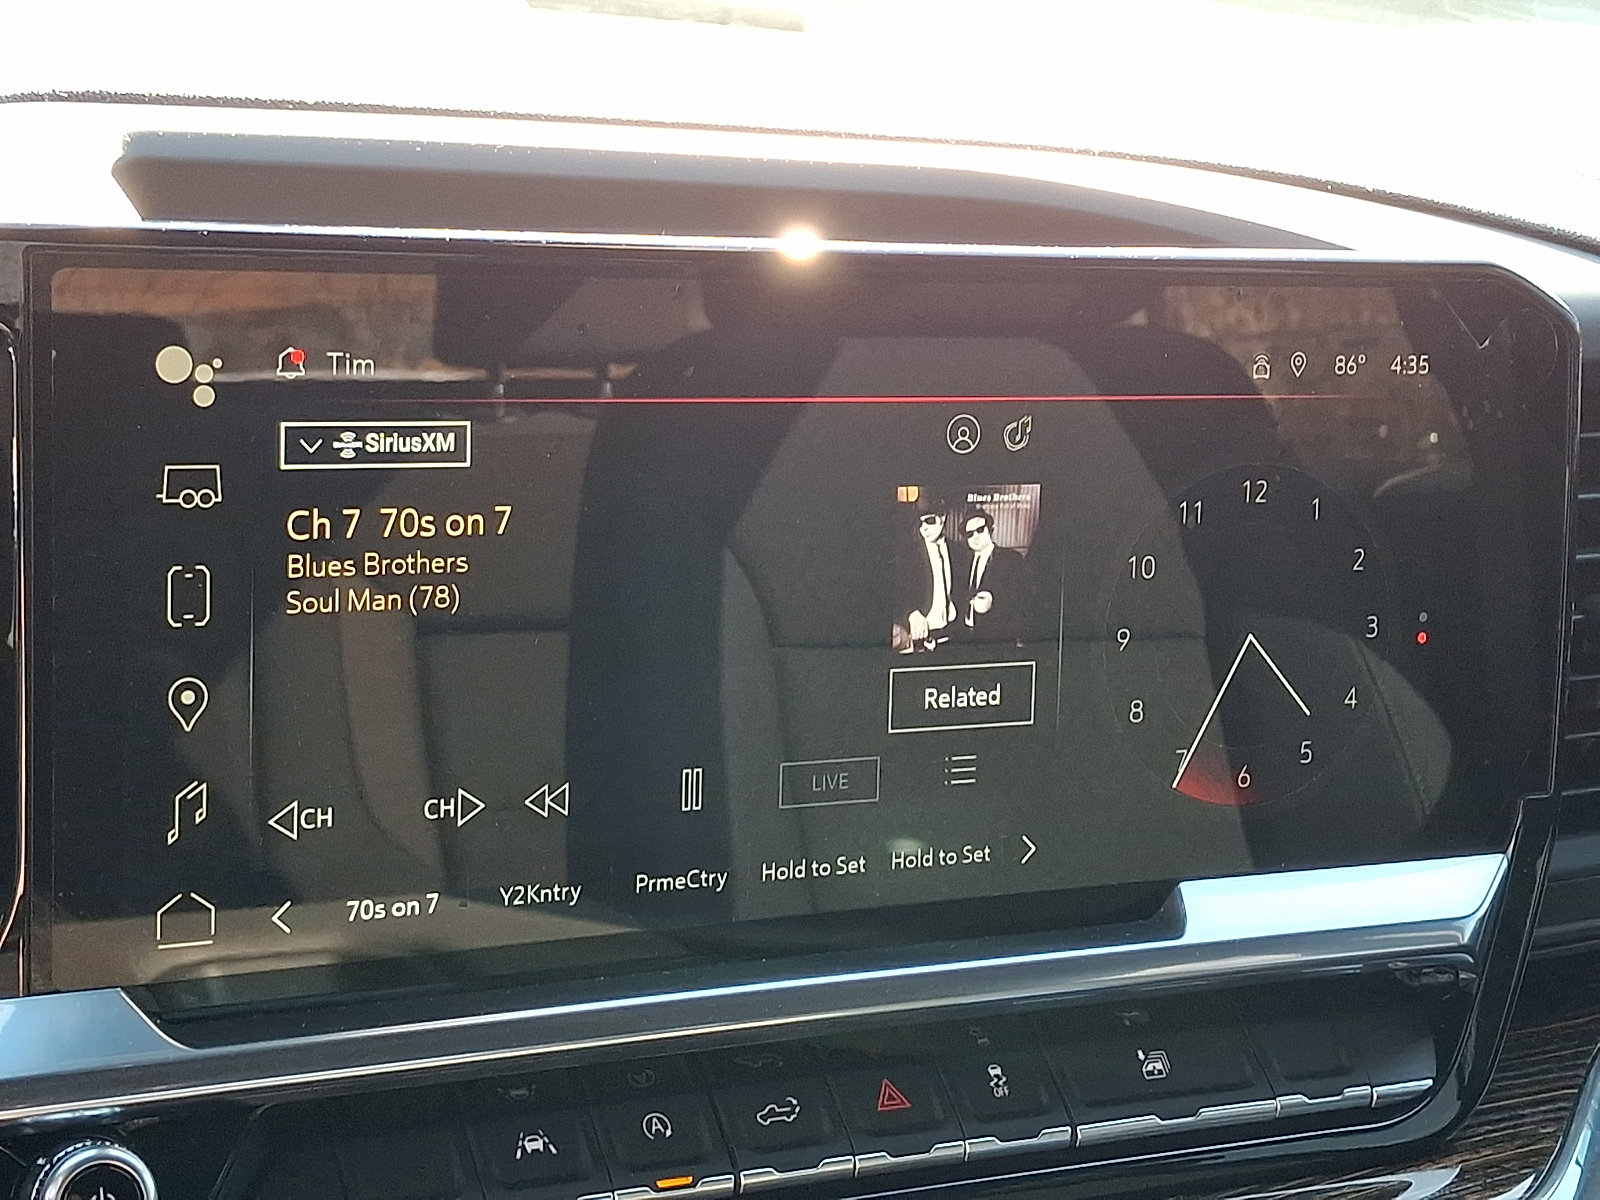 Tim
86° 4:35
SiriusXM
Ch 7 70s on 7
Blues Brothers
Soul Man (78)
Blues Brothers
Related
12
1
2
3
4
5
6
7
8
9
10
11
CH
CH
LIVE
70s on 7
Y2Kntry
PrmeCtry
Hold to Set
Hold to Set
A
OFF